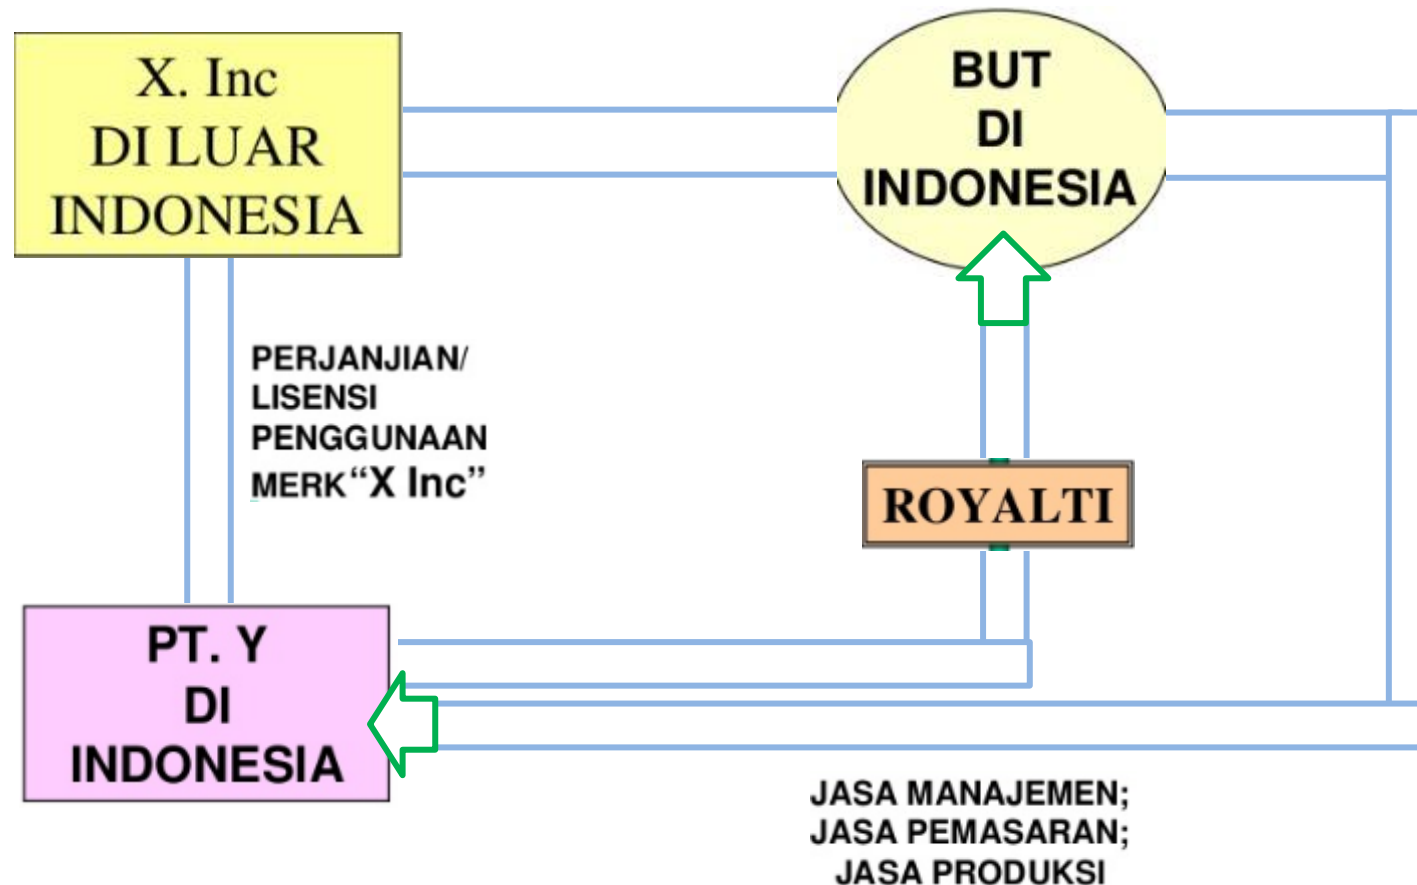 X. Inc
DI LUAR
INDONESIA
BUT
DI
INDONESIA
PERJANJIAN/
LISENSI
PENGGUNAAN
MERK “X Inc”
ROYALTI
PT. Y
DI
INDONESIA
JASA MANAJEMEN;
JASA PEMASARAN;
JASA PRODUKSI